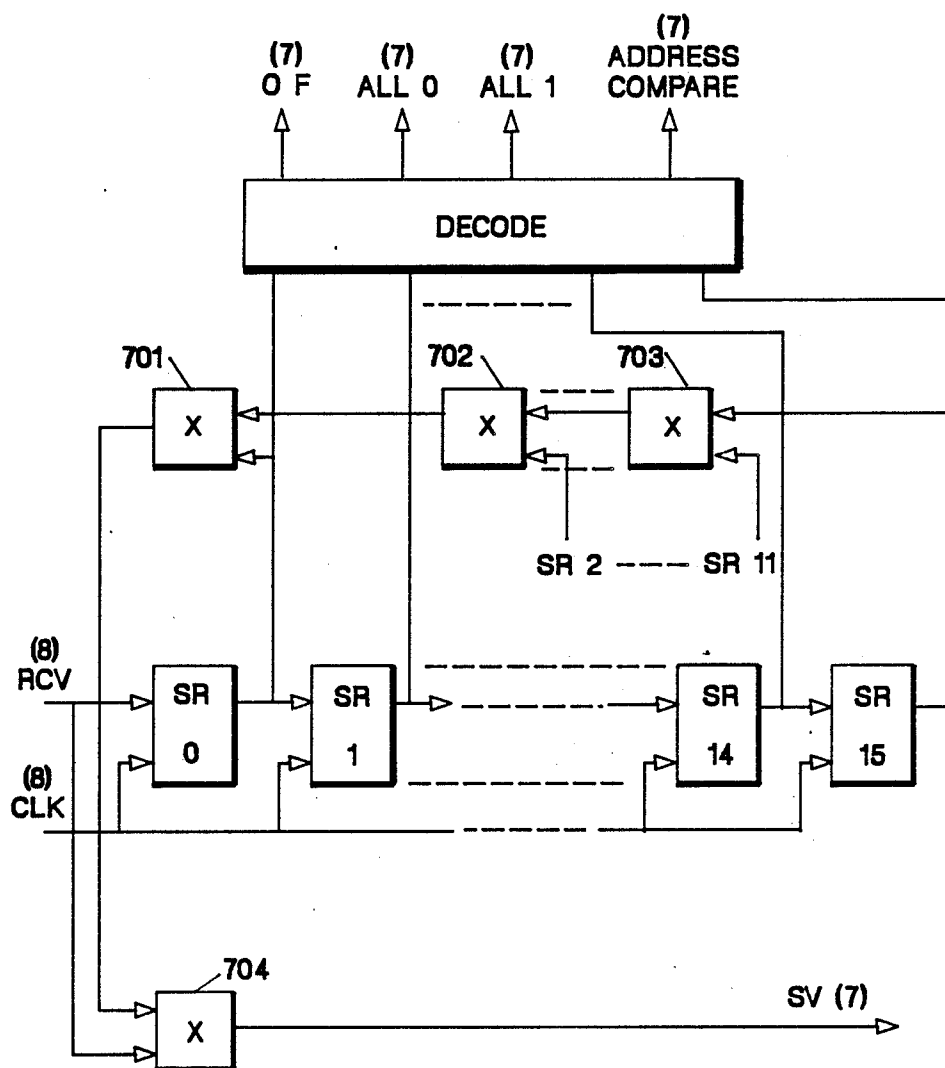 (7)
O F
(7)
ALL 0
(7)
ALL 1
(7)
ADDRESS
COMPARE
DECODE
701
702
703
X
X
X
SR 2
SR 11
(8)
RCV
SR
0
SR
1
SR
14
SR
15
(8)
CLK
704
X
SV (7)